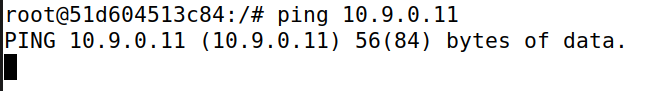 root@51d604513c84:/# ping 10.9.0.11
PING 10.9.0.11 (10.9.0.11) 56(84) bytes of data.